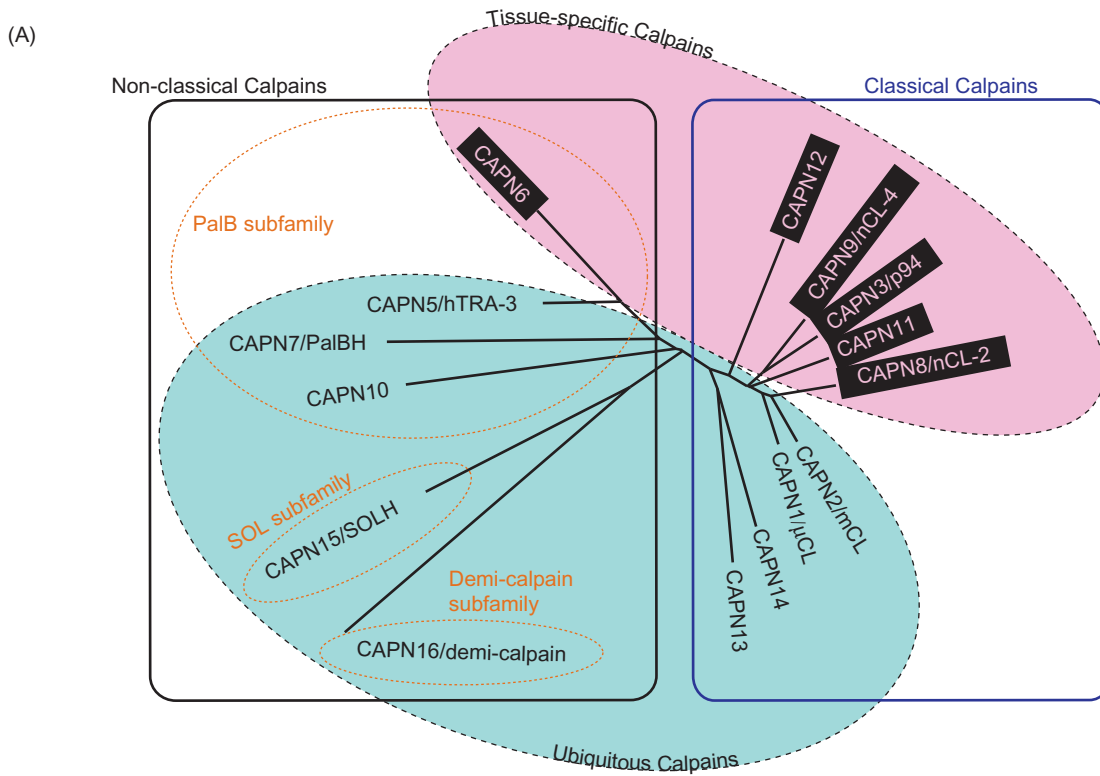 (A)
Tissue-specific Calpains
Non-classical Calpains
Classical Calpains
CAPN6
CAPN12
CAPN9/nCL-4
PalB subfamily
CAPN3/p94
CAPN5/hTRA-3
CAPN11
CAPN7/PalBH
CAPN8/nCL-2
CAPN10
SOL subfamily
CAPN15/SOLH
CAPN2/mCL
CAPN1/μCL
CAPN14
CAPN13
Demi-calpain
subfamily
CAPN16/demi-calpain
Ubiquitous Calpains